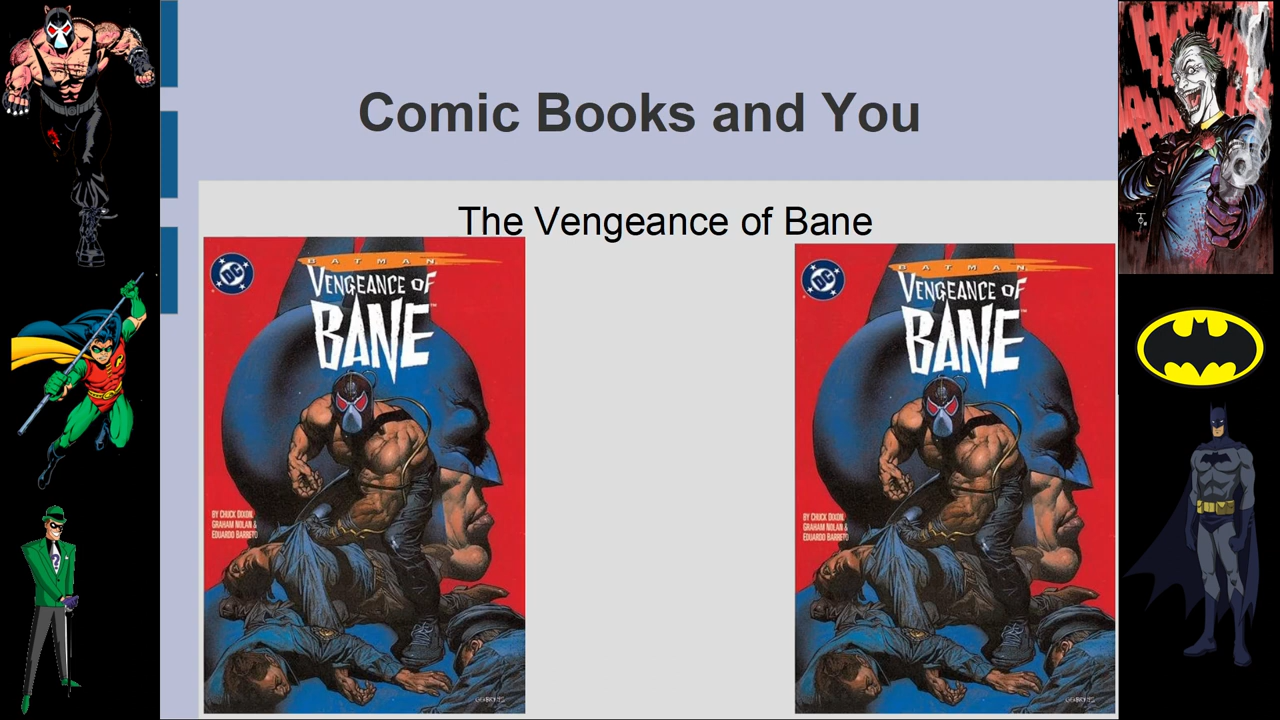 Comic Books and You
The Vengeance of Bane
DC
BATMAN
VENGEANCE OF
BANE
BY CHUCK DIXON,
GRAHAM NOLAN &
EDUARDO BARRETO
DC
BATMAN
VENGEANCE OF
BANE
BY CHUCK DIXON,
GRAHAM NOLAN &
EDUARDO BARRETO